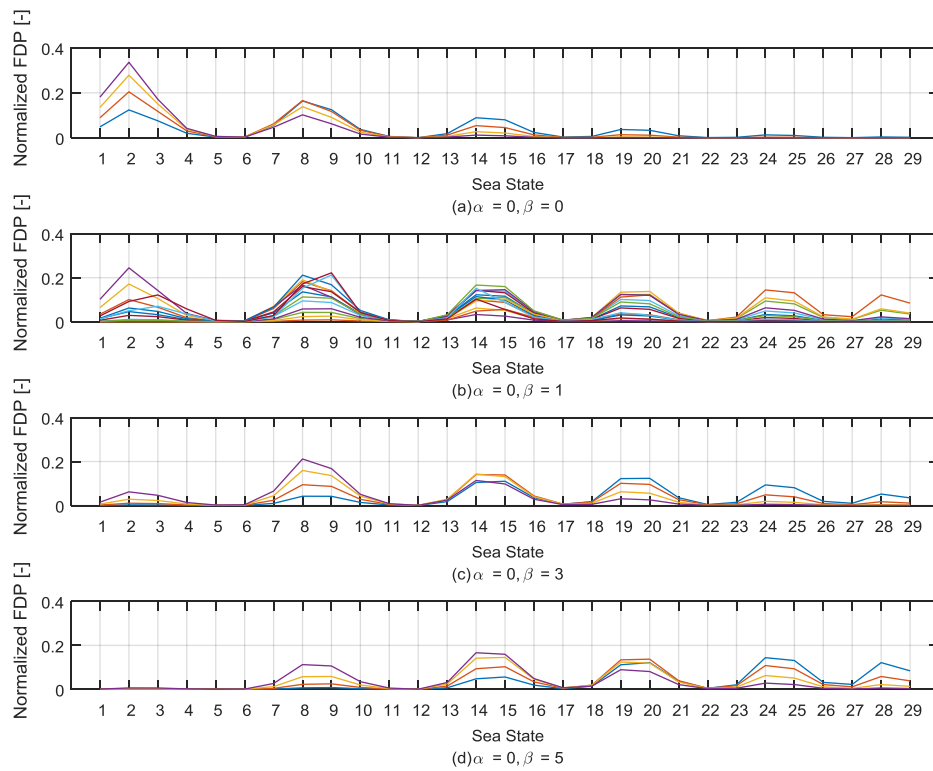 Normalized FDP [-]
0.4
0.2
0
1 2 3 4 5 6 7 8 9 10 11 12 13 14 15 16 17 18 19 20 21 22 23 24 25 26 27 28 29
Sea State
(a)α = 0, β = 0
Normalized FDP [-]
0.4
0.2
0
1 2 3 4 5 6 7 8 9 10 11 12 13 14 15 16 17 18 19 20 21 22 23 24 25 26 27 28 29
Sea State
(b)α = 0, β = 1
Normalized FDP [-]
0.4
0.2
0
1 2 3 4 5 6 7 8 9 10 11 12 13 14 15 16 17 18 19 20 21 22 23 24 25 26 27 28 29
Sea State
(c)α = 0, β = 3
Normalized FDP [-]
0.4
0.2
0
1 2 3 4 5 6 7 8 9 10 11 12 13 14 15 16 17 18 19 20 21 22 23 24 25 26 27 28 29
Sea State
(d)α = 0, β = 5